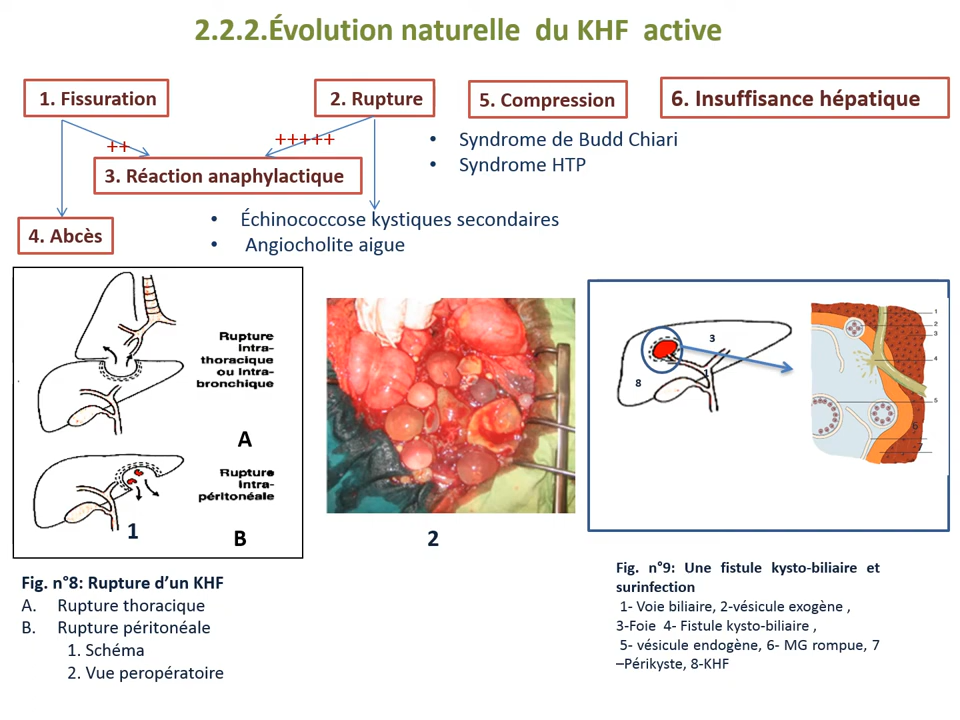 2.2.2.Évolution naturelle du KHF active
1. Fissuration
2. Rupture
5. Compression
6. Insuffisance hépatique
++
+++++
• Syndrome de Budd Chiari
• Syndrome HTP
3. Réaction anaphylactique
4. Abcès
• Échinococcose kystiques secondaires
• Angiocholite aigue
Rupture
Intra-
thoracique
ou Intra-
bronchique
A
Rupture
Intra-
péritonéale
1
B
2
3
1
8
1
2
3
4
5
6
7
Fig. n°8: Rupture d’un KHF
A. Rupture thoracique
B. Rupture péritonéale
1. Schéma
2. Vue peropératoire
Fig. n°9: Une fistule kysto-biliaire et
surinfection
1- Voie biliaire, 2-vésicule exogène ,
3-Foie 4- Fistule kysto-biliaire ,
5- vésicule endogène, 6- MG rompue, 7
–Périkyste, 8-KHF